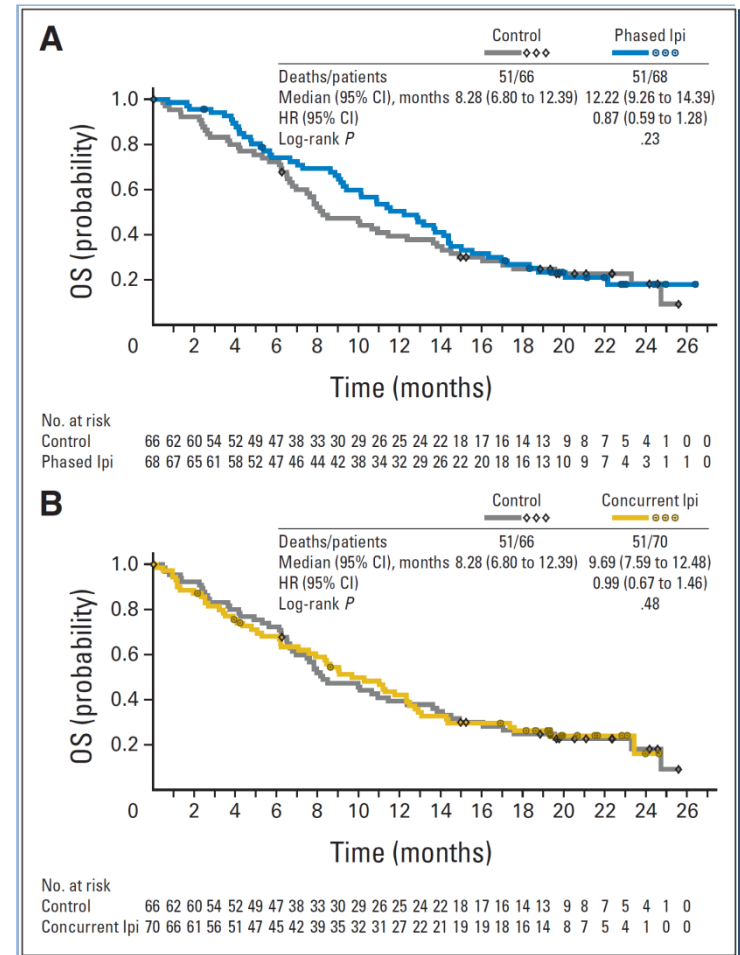 A
Control Phased Ipi
Deaths/patients 51/66 51/68
Median (95% CI), months 8.28 (6.80 to 12.39) 12.22 (9.26 to 14.39)
HR (95% CI) 0.87 (0.59 to 1.28)
Log-rank P .23
1.0
0.8
0.6
0.4
0.2
OS (probability)
0 2 4 6 8 10 12 14 16 18 20 22 24 26
Time (months)
No. at risk
Control 66 62 60 54 52 49 47 38 33 30 29 26 25 24 22 18 17 16 14 13 9 8 7 5 4 1 0 0
Phased Ipi 68 67 65 61 58 52 47 46 44 42 38 34 32 29 26 22 20 18 16 13 10 9 7 4 3 1 1 0
B
Control Concurrent Ipi
Deaths/patients 51/66 51/70
Median (95% CI), months 8.28 (6.80 to 12.39) 9.69 (7.59 to 12.48)
HR (95% CI) 0.99 (0.67 to 1.46)
Log-rank P .48
1.0
0.8
0.6
0.4
0.2
OS (probability)
0 2 4 6 8 10 12 14 16 18 20 22 24 26
Time (months)
No. at risk
Control 66 62 60 54 52 49 47 38 33 30 29 26 25 24 22 18 17 16 14 13 9 8 7 5 4 1 0
Concurrent Ipi 70 66 61 56 51 47 45 42 39 35 32 31 27 22 21 19 19 18 16 14 8 7 5 4 1 0 0